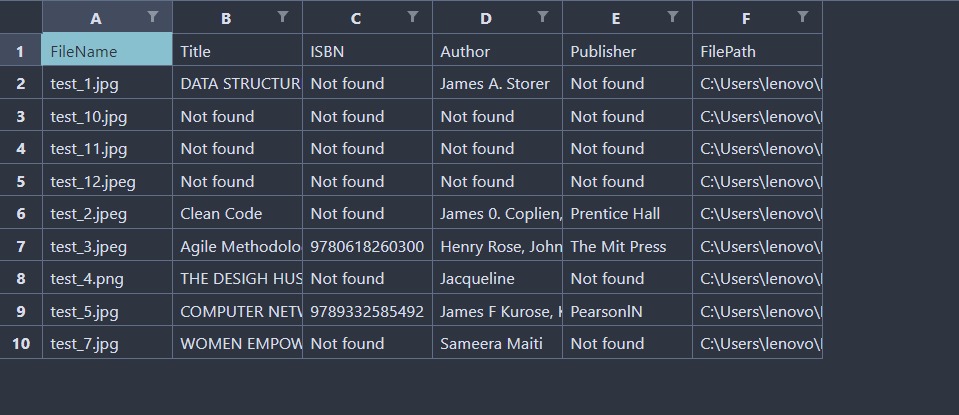 A B C D E F
1 FileName Title ISBN Author Publisher FilePath
2 test_1.jpg DATA STRUCTUR Not found James A. Storer Not found C:\Users\lenovo\
3 test_10.jpg Not found Not found Not found Not found C:\Users\lenovo\
4 test_11.jpg Not found Not found Not found Not found C:\Users\lenovo\
5 test_12.jpeg Not found Not found Not found Not found C:\Users\lenovo\
6 test_2.jpeg Clean Code Not found James 0. Coplien, Prentice Hall C:\Users\lenovo\
7 test_3.jpeg Agile Methodolo 9780618260300 Henry Rose, John The Mit Press C:\Users\lenovo\
8 test_4.png THE DESIGH HUS Not found Jacqueline Not found C:\Users\lenovo\
9 test_5.jpg COMPUTER NETW 9789332585492 James F Kurose, K PearsonlN C:\Users\lenovo\
10 test_7.jpg WOMEN EMPOW Not found Sameera Maiti Not found C:\Users\lenovo\